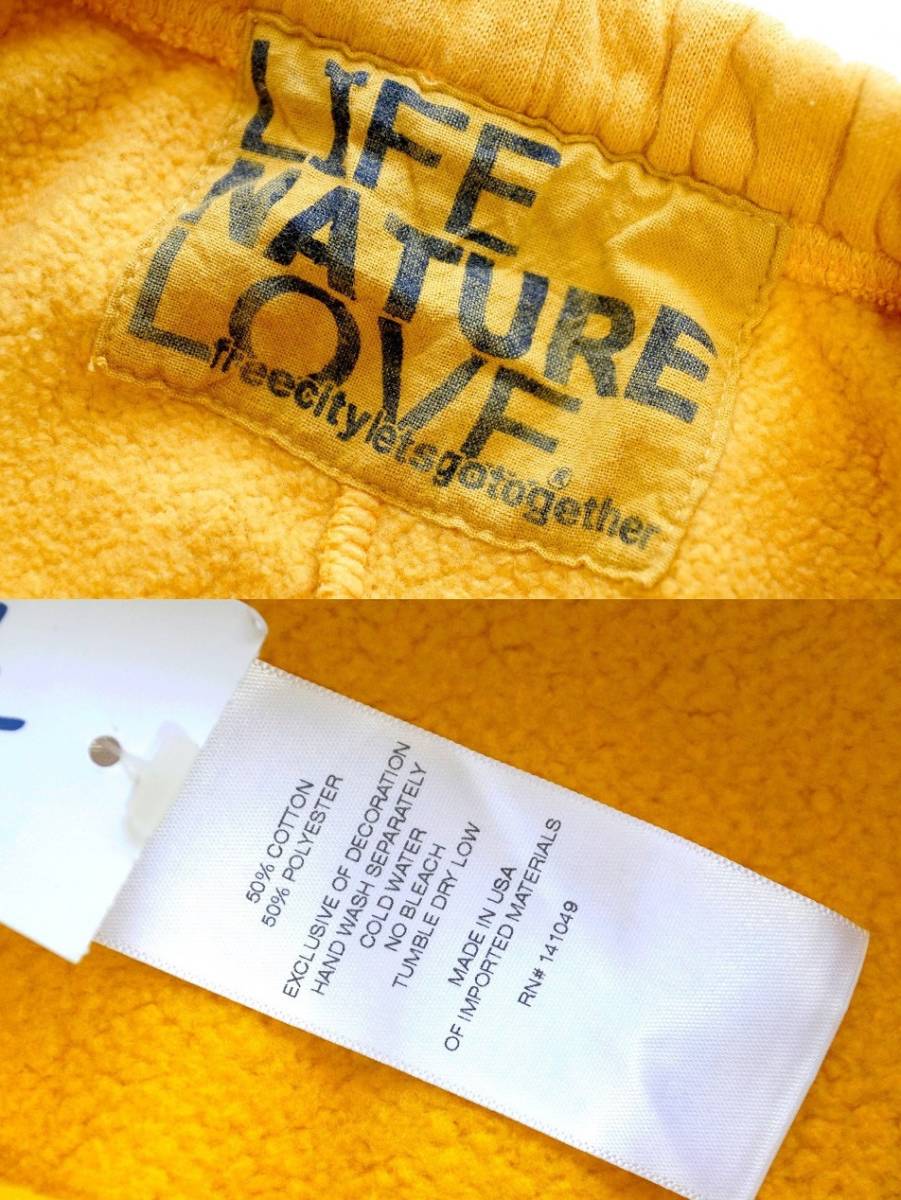 LIFE
NATURE
LOVE
freecityletsgotogether®
50% COTTON
50% POLYESTER
EXCLUSIVE OF DECORATION
HAND WASH SEPARATELY
COLD WATER
NO BLEACH
TUMBLE DRY LOW
MADE IN USA
OF IMPORTED MATERIALS
RN# 141049